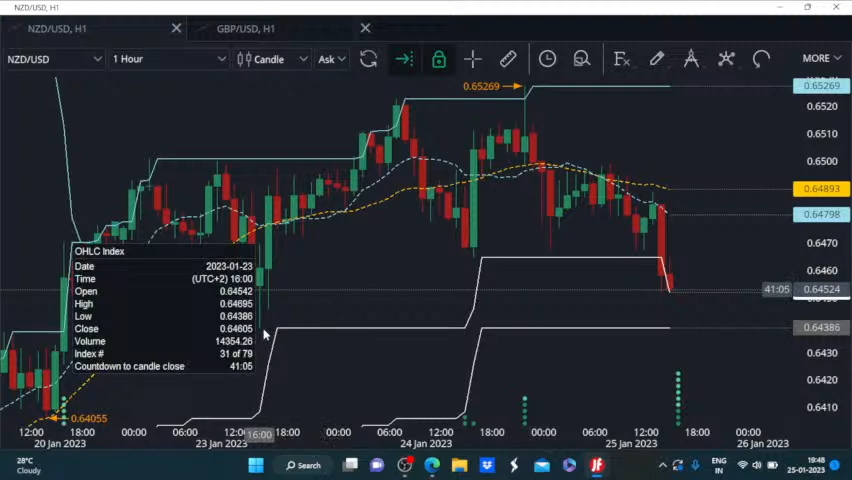 NZD/USD, H1
NZD/USD, H1
GBP/USD, H1
NZD/USD
1 Hour
Candle
Ask
MORE
0.65269
0.65269
0.6520
0.6510
0.6500
0.64893
0.64798
0.6470
0.6460
41:05
0.64524
0.64386
0.6430
0.6420
0.6410
OHLC Index
Date 2023-01-23
Time (UTC+2) 16:00
Open 0.64542
High 0.64695
Low 0.64386
Close 0.64605
Volume 14354.26
Index # 31 of 79
Countdown to candle close 41:05
0.64055
12:00 18:00 00:00 06:00 12:00 16:00 18:00 00:00 06:00 12:00 18:00 00:00 06:00 12:00 18:00 00:00
20 Jan 2023 23 Jan 2023 24 Jan 2023 25 Jan 2023 26 Jan 2023
28°C
Cloudy
Search
ENG
IN
19:48
25-01-2023